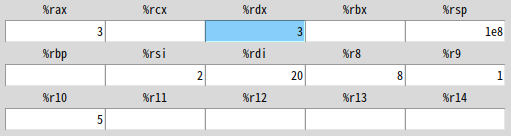 %rax %rcx %rdx %rbx %rsp
3 3 1e8
%rbp %rsi %rdi %r8 %r9
2 20 8 1
%r10 %r11 %r12 %r13 %r14
5